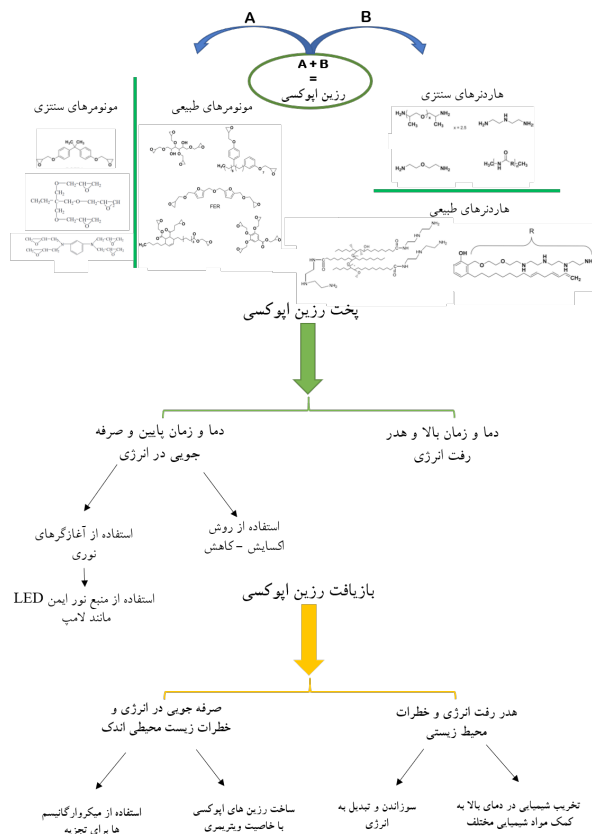 A
B
A + B
=
رزین اپوکسی
مونومرهای سنتزی
مونومرهای طبیعی
هاردنرهای سنتزی
n = 2.5
FER
هاردنرهای طبیعی
R
پخت رزین اپوکسی
دما و زمان بالا و هدر
رفت انرژی
دما و زمان پایین و صرفه
جویی در انرژی
استفاده از روش
اکسایش – کاهش
استفاده از آغازگرهای
نوری
استفاده از منبع نور ایمن LED
مانند لامپ
بازیافت رزین اپوکسی
هدر رفت انرژی و خطرات
محیط زیستی
صرفه جویی در انرژی و
خطرات زیست محیطی اندک
تخریب شیمیایی در دمای بالا به
کمک مواد شیمیایی مختلف
سوزاندن و تبدیل به
انرژی
ساخت رزین های اپوکسی
با خاصیت ویتریمری
استفاده از میکروارگانیسم
ها برای تجزیه